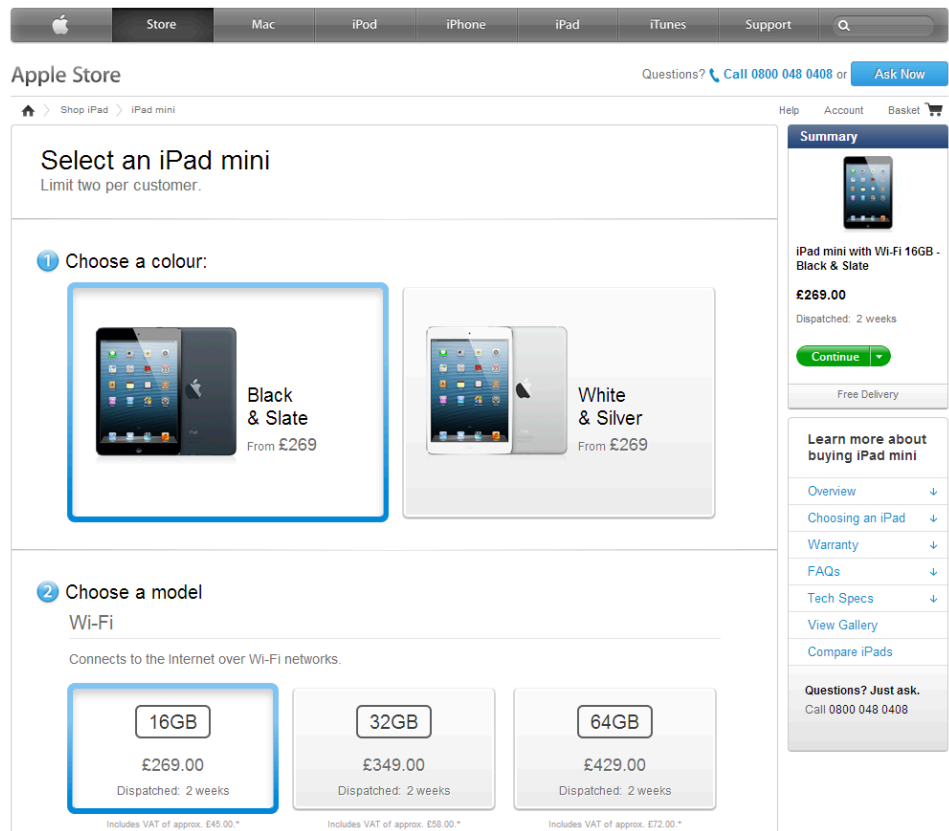 Store Mac iPod iPhone iPad iTunes Support
Apple Store
Questions? Call 0800 048 0408 or Ask Now
Shop iPad iPad mini
Help Account Basket
Select an iPad mini
Limit two per customer.
1 Choose a colour:
Black
& Slate
From £269
White
& Silver
From £269
2 Choose a model
Wi-Fi
Connects to the Internet over Wi-Fi networks.
16GB
£269.00
Dispatched: 2 weeks
Includes VAT of approx. £45.00.*
32GB
£349.00
Dispatched: 2 weeks
Includes VAT of approx. £58.00.*
64GB
£429.00
Dispatched: 2 weeks
Includes VAT of approx. £72.00.*
Summary
iPad mini with Wi-Fi 16GB -
Black & Slate
£269.00
Dispatched: 2 weeks
Continue
Free Delivery
Learn more about
buying iPad mini
Overview
Choosing an iPad
Warranty
FAQs
Tech Specs
View Gallery
Compare iPads
Questions? Just ask.
Call 0800 048 0408